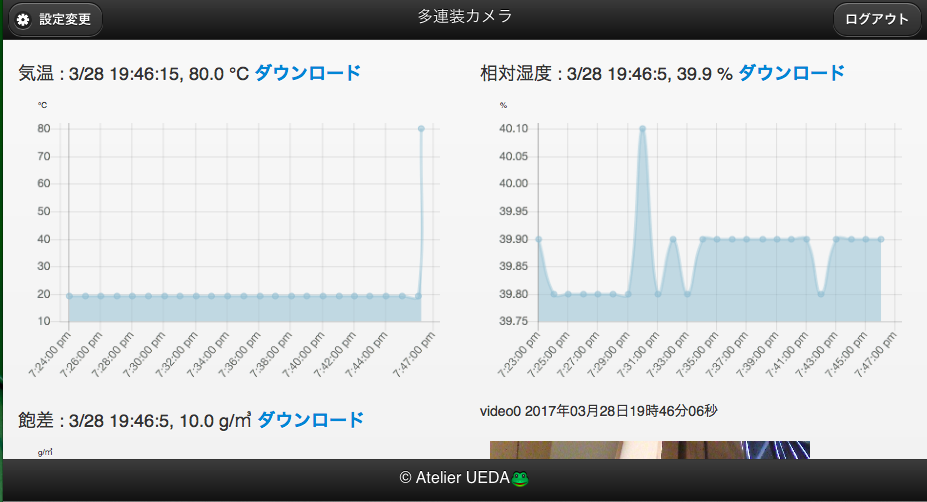 設定変更
多連装カメラ
ログアウト
気温 : 3/28 19:46:15, 80.0 °C ダウンロード
°C
80
70
60
50
40
30
20
10
7:24:00 pm
7:26:00 pm
7:28:00 pm
7:30:00 pm
7:32:00 pm
7:34:00 pm
7:36:00 pm
7:38:00 pm
7:40:00 pm
7:42:00 pm
7:44:00 pm
7:47:00 pm
相対湿度 : 3/28 19:46:5, 39.9 % ダウンロード
%
40.10
40.05
40.00
39.95
39.90
39.85
39.80
39.75
7:23:00 pm
7:25:00 pm
7:27:00 pm
7:29:00 pm
7:31:00 pm
7:33:00 pm
7:35:00 pm
7:37:00 pm
7:39:00 pm
7:41:00 pm
7:43:00 pm
7:45:00 pm
7:47:00 pm
飽差 : 3/28 19:46:5, 10.0 g/㎥ ダウンロード
g/㎥
video0 2017年03月28日19時46分06秒
© Atelier UEDA🐸